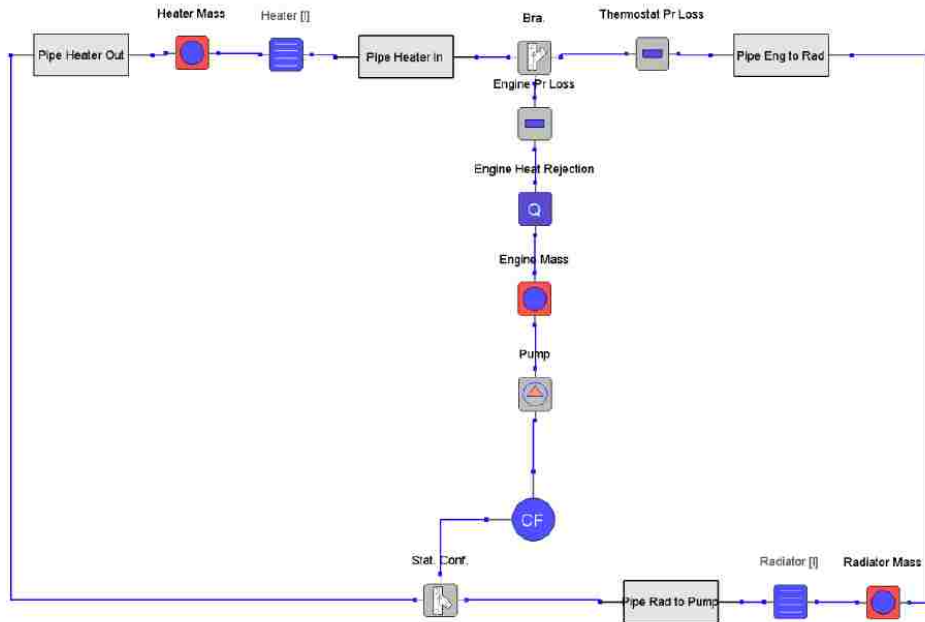 Heater Mass
Heater [I]
Bra.
Thermostat Pr Loss
Pipe Heater Out
Pipe Heater In
Pipe Eng to Rad
Engine Pr Loss
Engine Heat Rejection
Q
Engine Mass
Pump
CF
Stat. Conf.
Radiator [I]
Radiator Mass
Pipe Rad to Pump